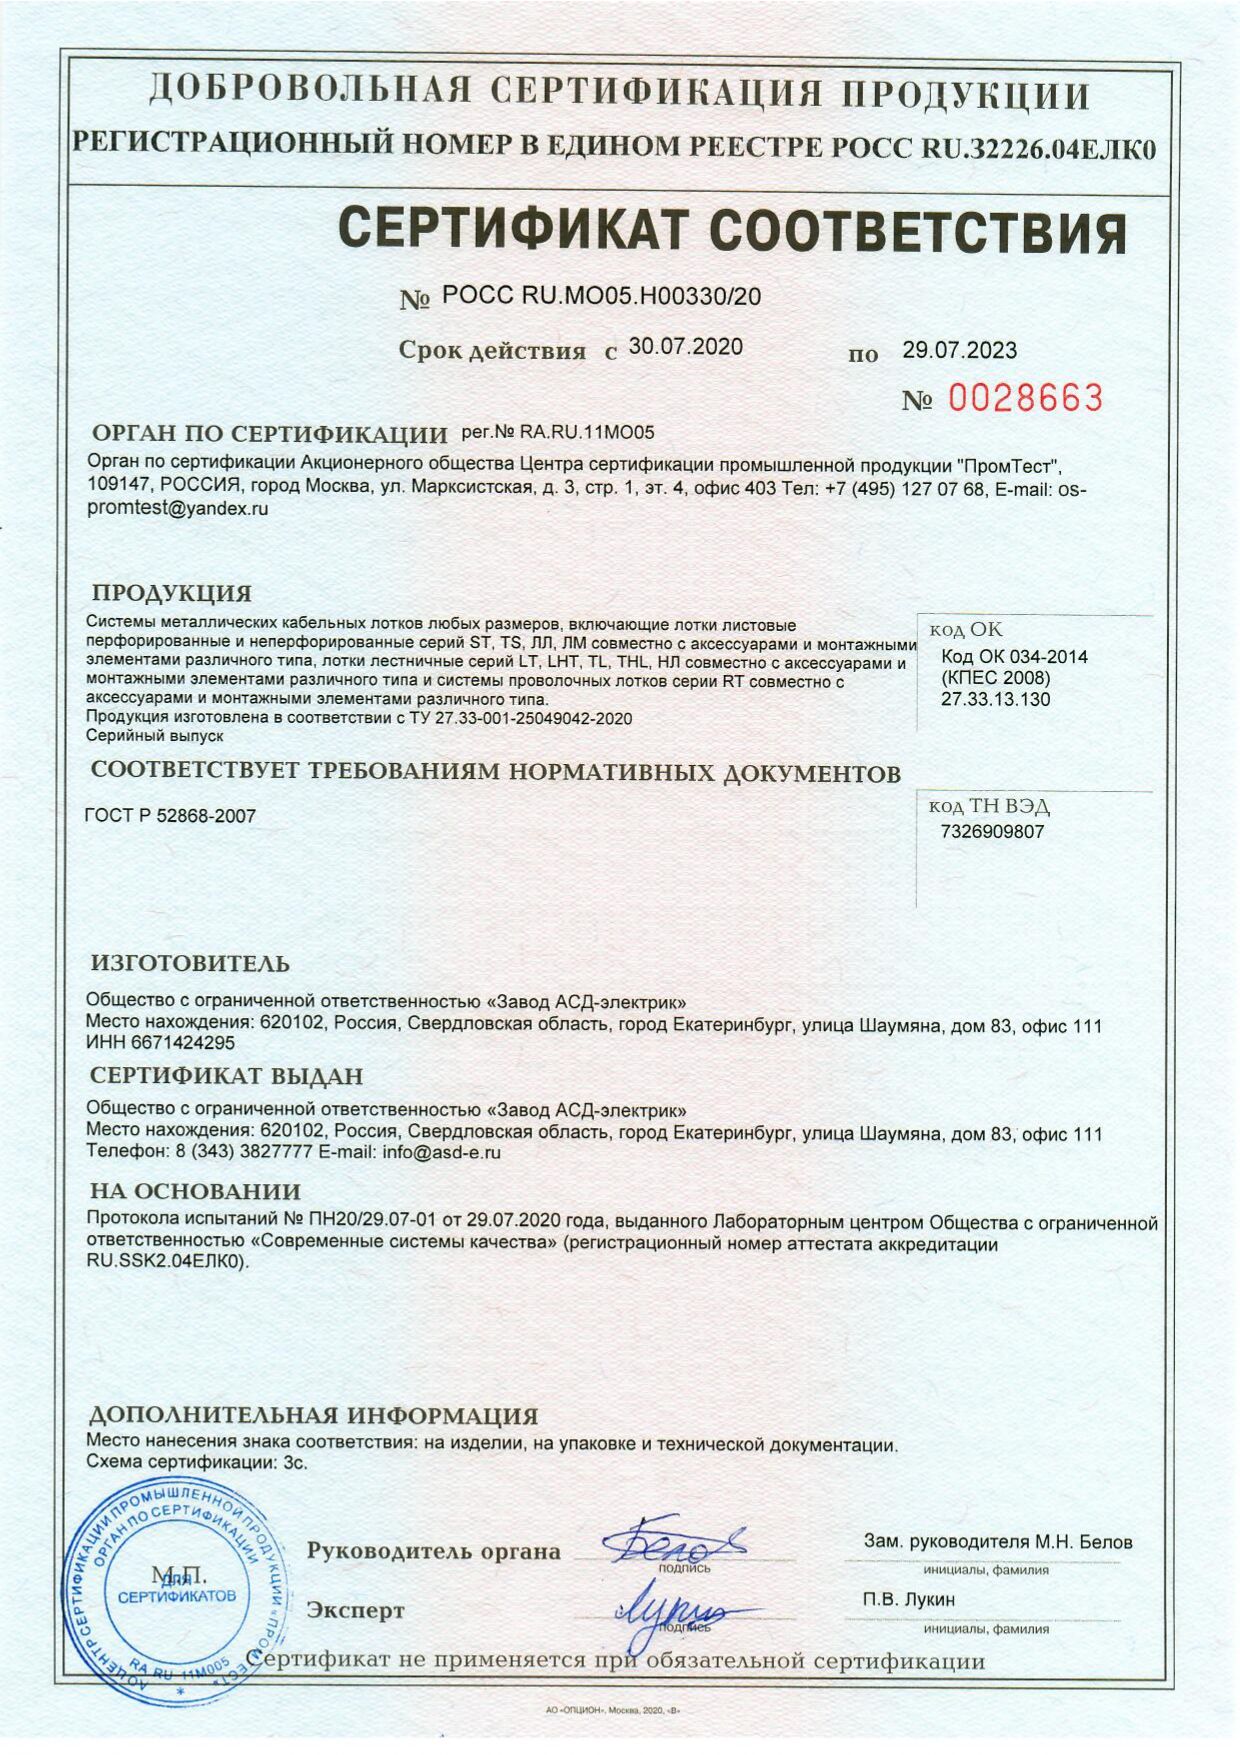 ДОБРОВОЛЬНАЯ СЕРТИФИКАЦИЯ ПРОДУКЦИИ
РЕГИСТРАЦИОННЫЙ НОМЕР В ЕДИНОМ РЕЕСТРЕ РОСС RU.32226.04ЕЛК0
СЕРТИФИКАТ СООТВЕТСТВИЯ
№ РОСС RU.МО05.Н00330/20
Срок действия с 30.07.2020 по 29.07.2023
№ 0028663
ОРГАН ПО СЕРТИФИКАЦИИ рег.№ RA.RU.11МО05
Орган по сертификации Акционерного общества Центра сертификации промышленной продукции "ПромТест",
109147, РОССИЯ, город Москва, ул. Марксистская, д. 3, стр. 1, эт. 4, офис 403 Тел: +7 (495) 127 07 68, E-mail: os-
promtest@yandex.ru
ПРОДУКЦИЯ
Системы металлических кабельных лотков любых размеров, включающие лотки листовые
перфорированные и неперфорированные серий ST, TS, ЛЛ, ЛМ совместно с аксессуарами и монтажными
элементами различного типа, лотки лестничные серий LT, LHT, TL, THL, НЛ совместно с аксессуарами и
монтажными элементами различного типа и системы проволочных лотков серии RT совместно с
аксессуарами и монтажными элементами различного типа.
Продукция изготовлена в соответствии с ТУ 27.33-001-25049042-2020
Серийный выпуск
код ОК
Код ОК 034-2014
(КПЕС 2008)
27.33.13.130
СООТВЕТСТВУЕТ ТРЕБОВАНИЯМ НОРМАТИВНЫХ ДОКУМЕНТОВ
ГОСТ Р 52868-2007
код ТН ВЭД
7326909807
ИЗГОТОВИТЕЛЬ
Общество с ограниченной ответственностью «Завод АСД-электрик»
Место нахождения: 620102, Россия, Свердловская область, город Екатеринбург, улица Шаумяна, дом 83, офис 111
ИНН 6671424295
СЕРТИФИКАТ ВЫДАН
Общество с ограниченной ответственностью «Завод АСД-электрик»
Место нахождения: 620102, Россия, Свердловская область, город Екатеринбург, улица Шаумяна, дом 83, офис 111
Телефон: 8 (343) 3827777 E-mail: info@asd-e.ru
НА ОСНОВАНИИ
Протокола испытаний № ПН20/29.07-01 от 29.07.2020 года, выданного Лабораторным центром Общества с ограниченной
ответственностью «Современные системы качества» (регистрационный номер аттестата аккредитации
RU.SSK2.04ЕЛК0).
ДОПОЛНИТЕЛЬНАЯ ИНФОРМАЦИЯ
Место нанесения знака соответствия: на изделии, на упаковке и технической документации.
Схема сертификации: 3с.
АО ЦЕНТР СЕРТИФИКАЦИИ ПРОМЫШЛЕННОЙ ПРОДУКЦИИ «ПРОМТЕСТ»
ОРГАН ПО СЕРТИФИКАЦИИ
М.П.
ДЛЯ
СЕРТИФИКАТОВ
RA RU 11МО05
Руководитель органа
Белов
подпись
Зам. руководителя М.Н. Белов
инициалы, фамилия
Эксперт
подпись
П.В. Лукин
инициалы, фамилия
Сертификат не применяется при обязательной сертификации
АО «ОПЦИОН», Москва, 2020, «В»